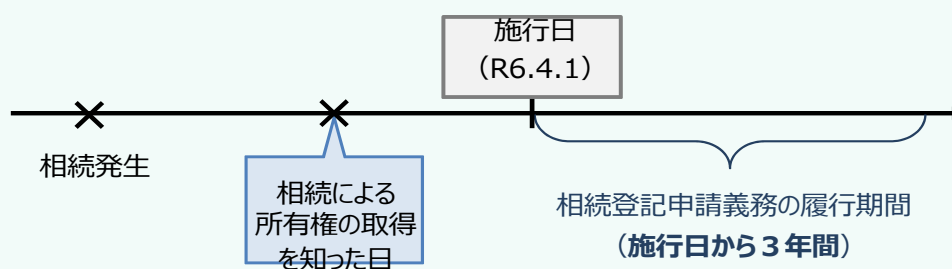 施行日
（R6.4.1）
相続発生
相続による
所有権の取得
を知った日
相続登記申請義務の履行期間
（施行日から３年間）